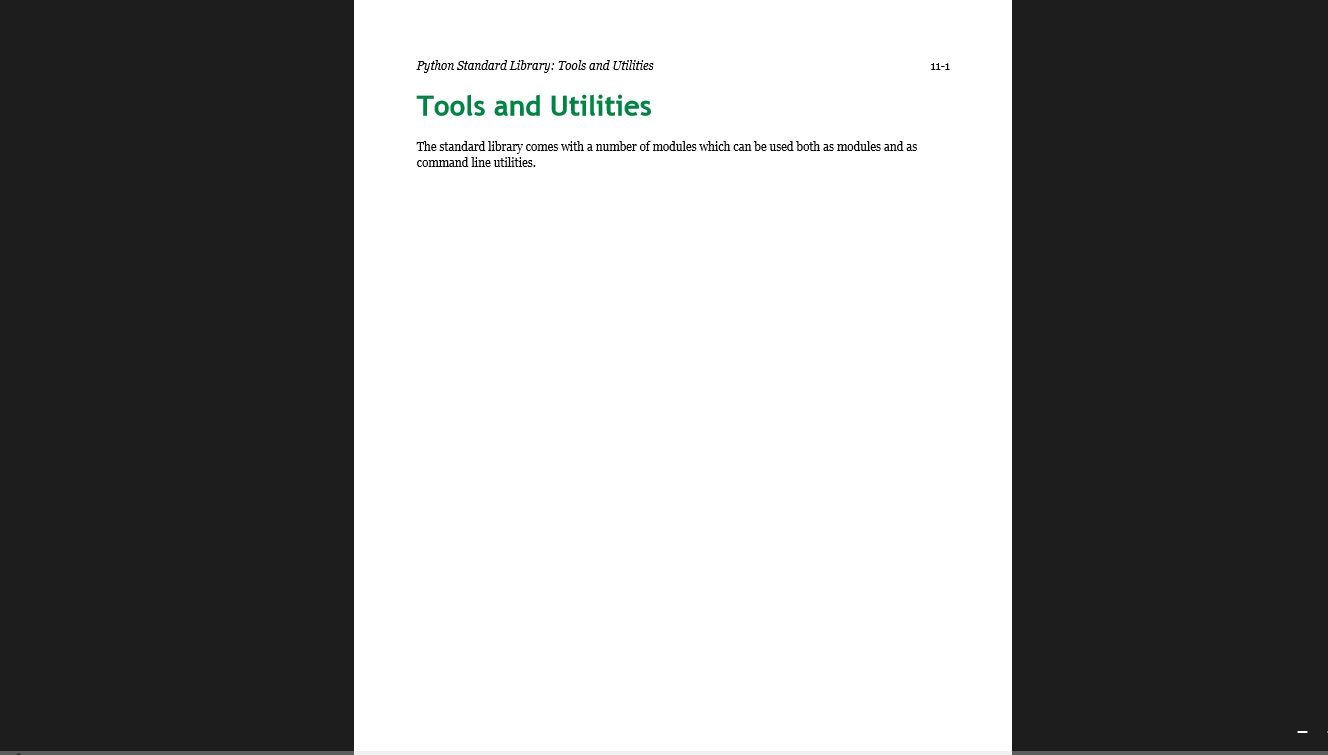 Python Standard Library: Tools and Utilities 11-1
Tools and Utilities
The standard library comes with a number of modules which can be used both as modules and as
command line utilities.